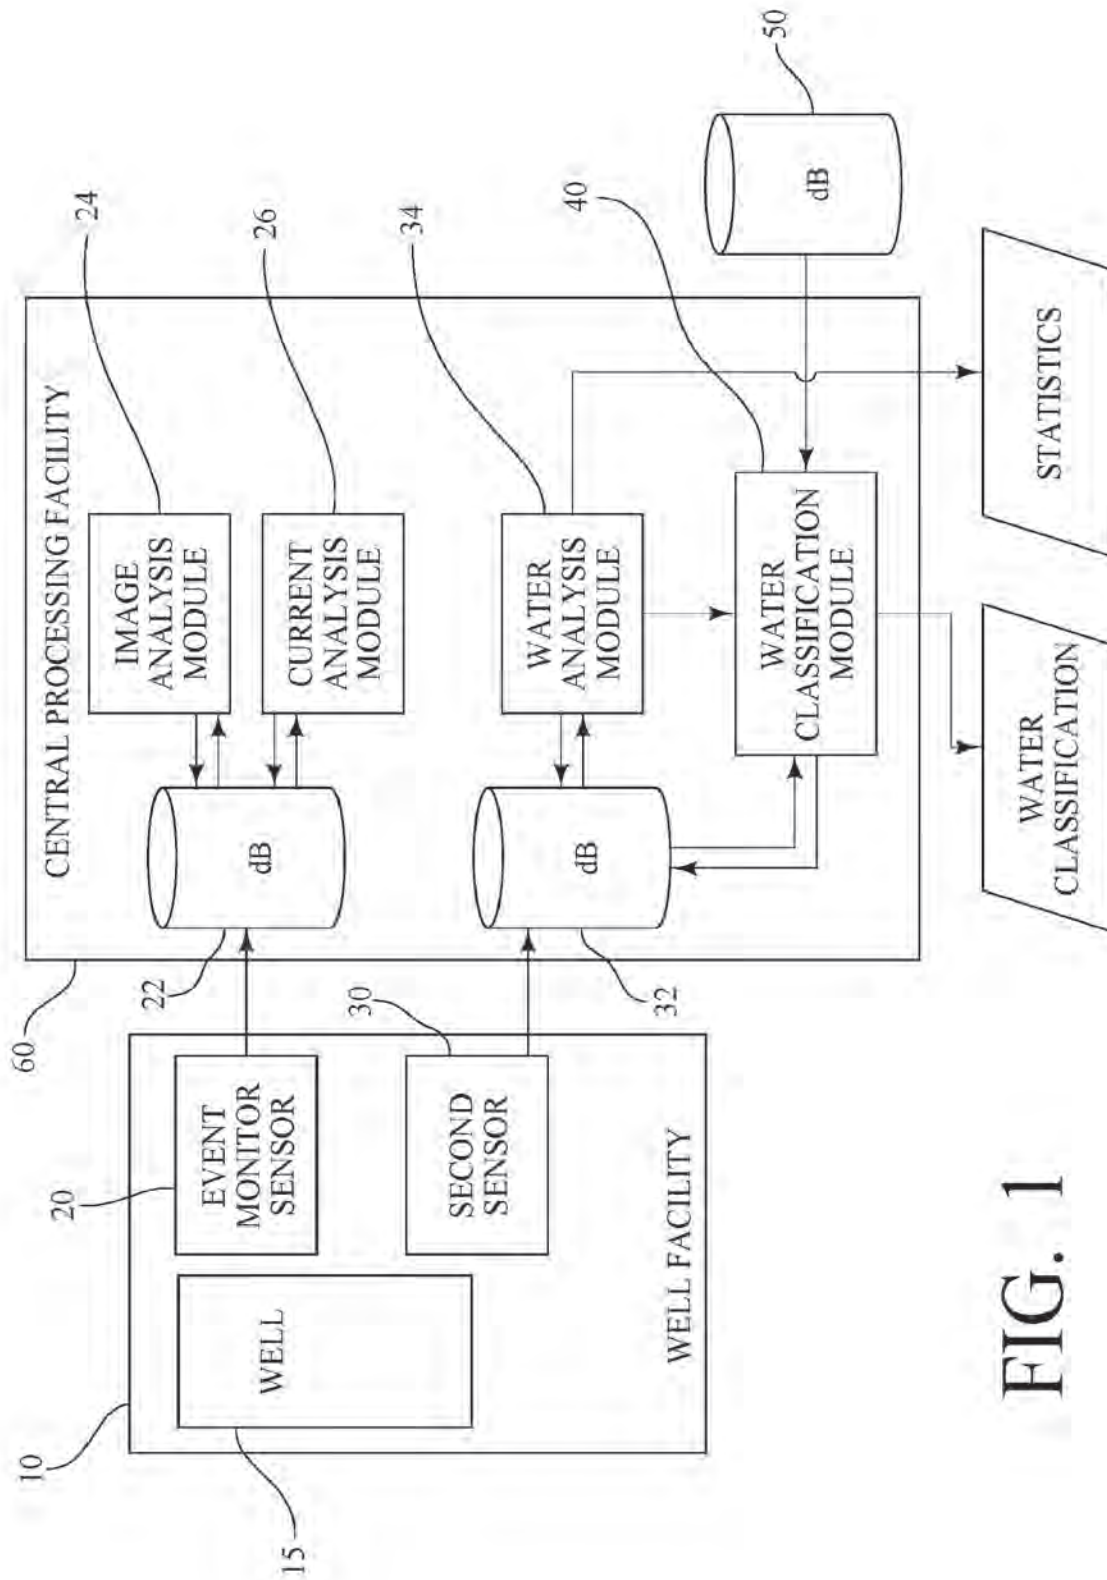 CENTRAL PROCESSING FACILITY
60
10
20
EVENT
MONITOR
SENSOR
22
dB
IMAGE
ANALYSIS
MODULE
24
CURRENT
ANALYSIS
MODULE
26
15
WELL
30
SECOND
SENSOR
32
dB
WATER
ANALYSIS
MODULE
34
WATER
CLASSIFICATION
MODULE
40
dB
50
WELL FACILITY
WATER
CLASSIFICATION
STATISTICS
FIG. 1